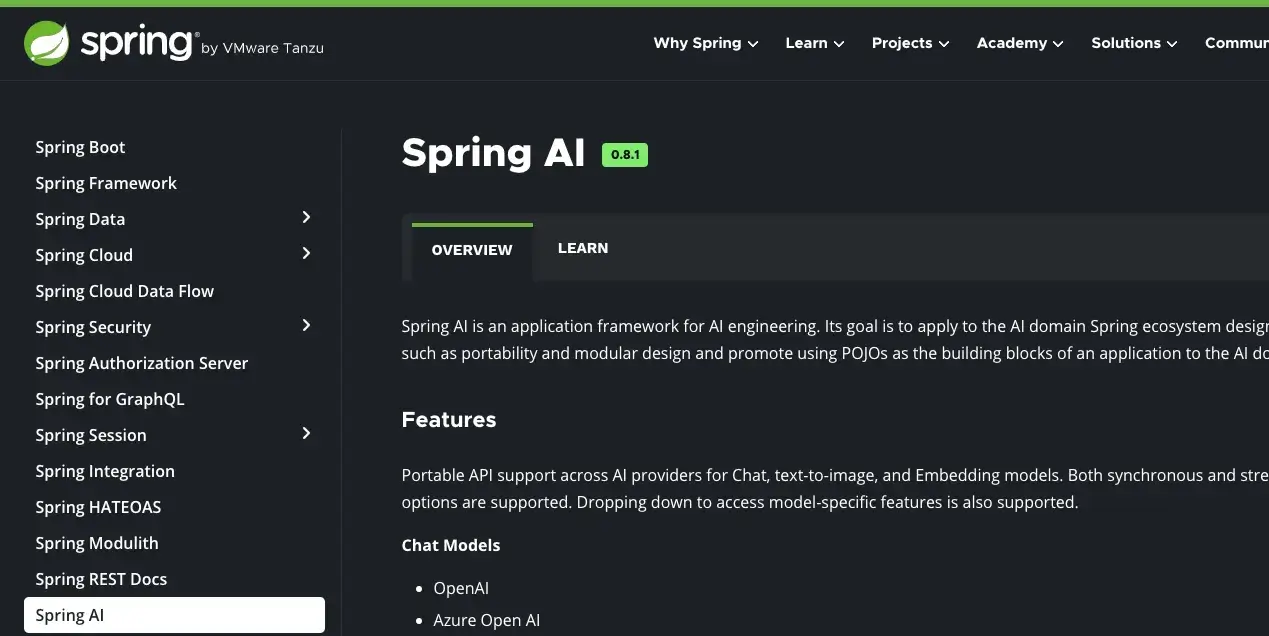 spring® by VMware Tanzu
Why Spring
Learn
Projects
Academy
Solutions
Commun
Spring Boot
Spring Framework
Spring Data
Spring Cloud
Spring Cloud Data Flow
Spring Security
Spring Authorization Server
Spring for GraphQL
Spring Session
Spring Integration
Spring HATEOAS
Spring Modulith
Spring REST Docs
Spring AI
Spring AI 0.8.1
OVERVIEW
LEARN
Spring AI is an application framework for AI engineering. Its goal is to apply to the AI domain Spring ecosystem desig
such as portability and modular design and promote using POJOs as the building blocks of an application to the AI do
Features
Portable API support across AI providers for Chat, text-to-image, and Embedding models. Both synchronous and stre
options are supported. Dropping down to access model-specific features is also supported.
Chat Models
• OpenAI
• Azure Open AI